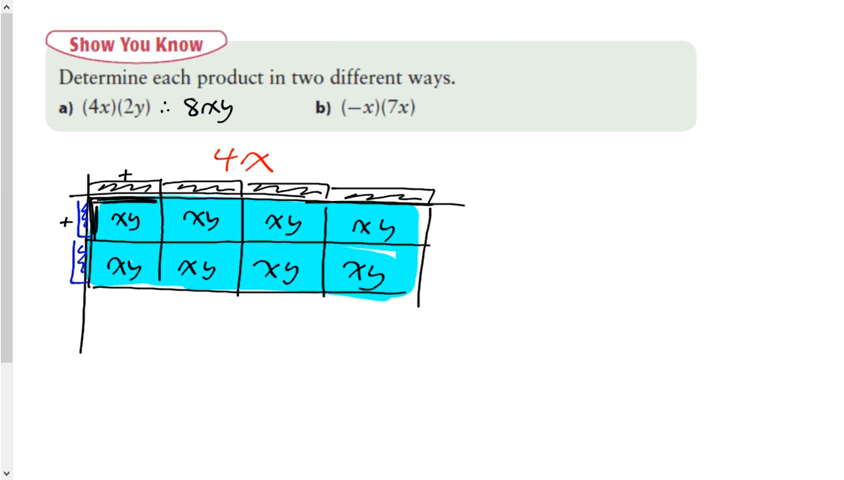 Show You Know
Determine each product in two different ways.
a) (4x)(2y) ∴ 8xy b) (−x)(7x)
4x
+
+ xy xy xy xy
xy xy xy xy